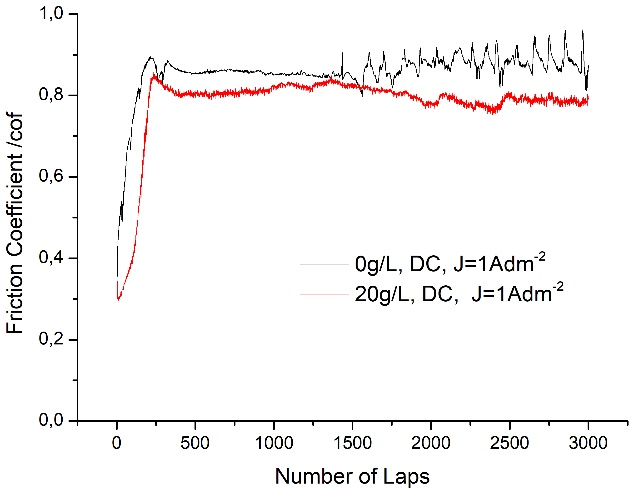 1,0
0,8
0,6
0,4
0,2
0,0
Friction Coefficient /cof
0g/L, DC, J=1Adm-2
20g/L, DC, J=1Adm-2
0 500 1000 1500 2000 2500 3000
Number of Laps